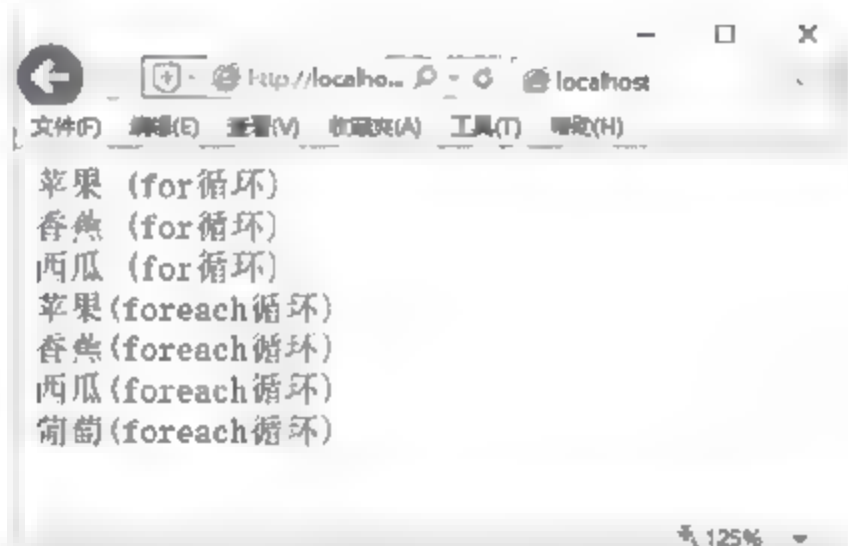 http://localho... localhost
文件(F) 编辑(E) 查看(V) 收藏夹(A) 工具(T) 帮助(H)
苹果 (for循环)
香蕉 (for循环)
西瓜 (for循环)
苹果(foreach循环)
香蕉(foreach循环)
西瓜(foreach循环)
葡萄(foreach循环)
125%